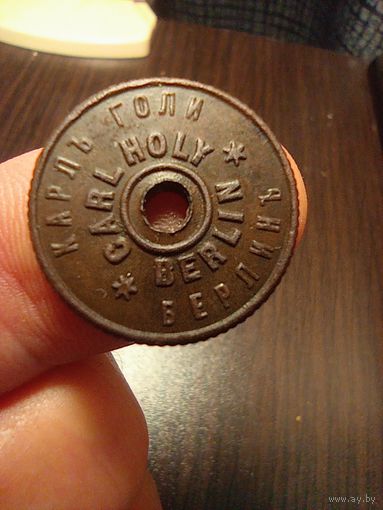 КАРЛЪ ГОЛИ
БЕРЛИНЪ
CARL HOLY
* BERLIN *
www.ay.by